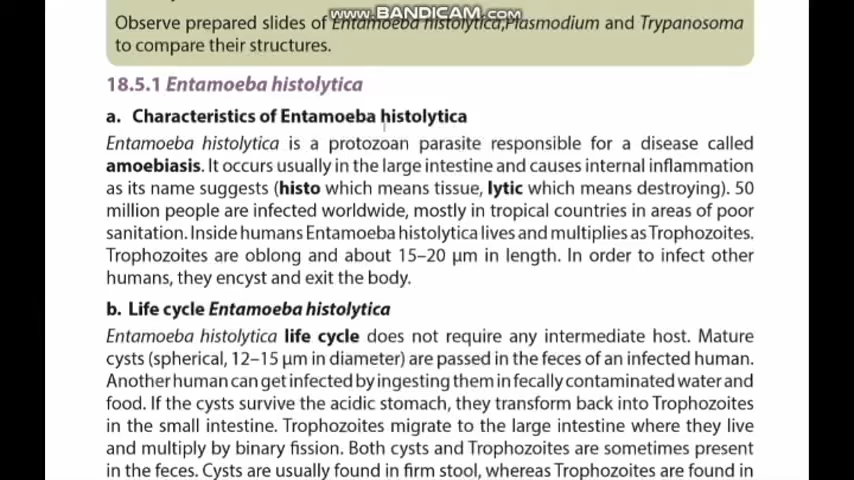 www.BANDICAM.com
Observe prepared slides of Entamoeba histolytica,Plasmodium and Trypanosoma
to compare their structures.
18.5.1 Entamoeba histolytica
a. Characteristics of Entamoeba histolytica
Entamoeba histolytica is a protozoan parasite responsible for a disease called
amoebiasis. It occurs usually in the large intestine and causes internal inflammation
as its name suggests (histo which means tissue, lytic which means destroying). 50
million people are infected worldwide, mostly in tropical countries in areas of poor
sanitation. Inside humans Entamoeba histolytica lives and multiplies as Trophozoites.
Trophozoites are oblong and about 15–20 µm in length. In order to infect other
humans, they encyst and exit the body.
b. Life cycle Entamoeba histolytica
Entamoeba histolytica life cycle does not require any intermediate host. Mature
cysts (spherical, 12–15 µm in diameter) are passed in the feces of an infected human.
Another human can get infected by ingesting them in fecally contaminated water and
food. If the cysts survive the acidic stomach, they transform back into Trophozoites
in the small intestine. Trophozoites migrate to the large intestine where they live
and multiply by binary fission. Both cysts and Trophozoites are sometimes present
in the feces. Cysts are usually found in firm stool, whereas Trophozoites are found in